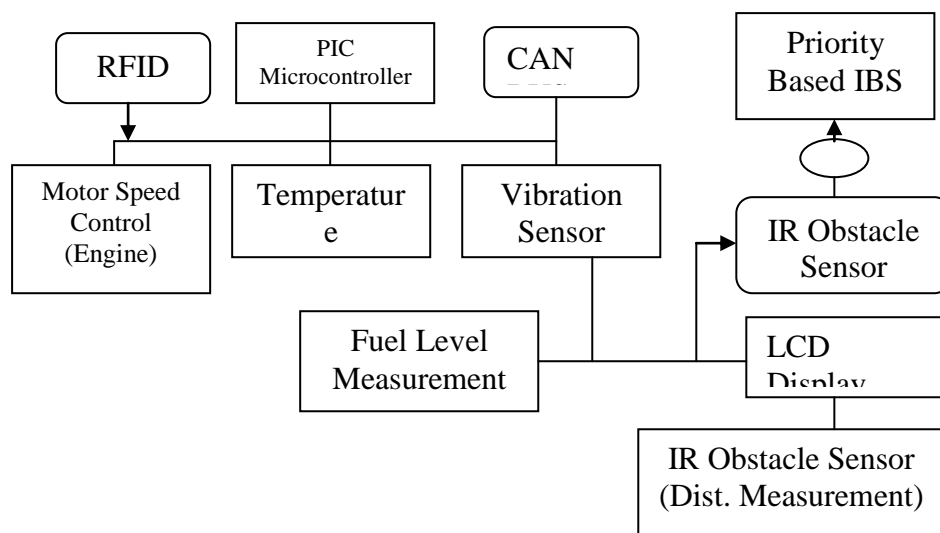 RFID
PIC
Microcontroller
CAN
Priority
Based IBS
Motor Speed
Control
(Engine)
Temperatur
e
Vibration
Sensor
IR Obstacle
Sensor
Fuel Level
Measurement
LCD
Display
IR Obstacle Sensor
(Dist. Measurement)